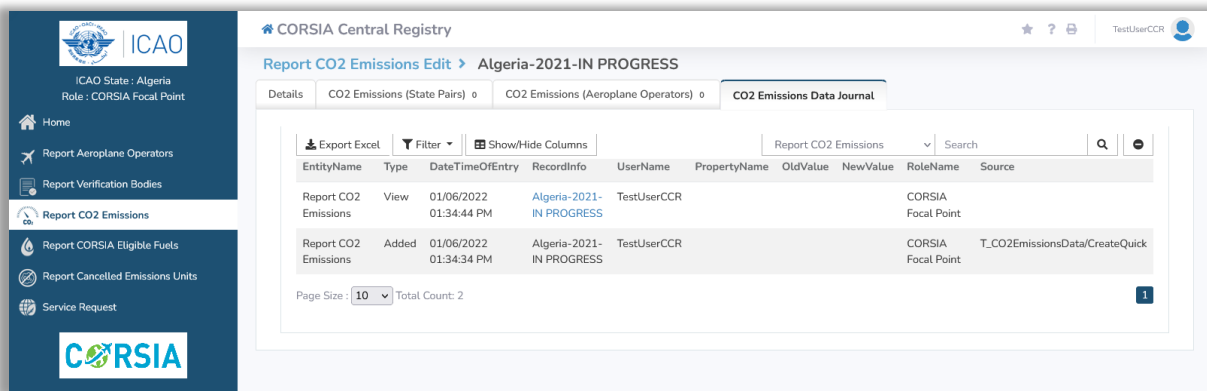 ICAO
ICAO State : Algeria
Role : CORSIA Focal Point
Home
Report Aeroplane Operators
Report Verification Bodies
CO₂
Report CO2 Emissions
Report CORSIA Eligible Fuels
Report Cancelled Emissions Units
Service Request
CORSIA
CORSIA Central Registry
? TestUserCCR
Report CO2 Emissions Edit > Algeria-2021-IN PROGRESS
Details CO2 Emissions (State Pairs) 0 CO2 Emissions (Aeroplane Operators) 0 CO2 Emissions Data Journal
Export Excel Filter Show/Hide Columns Report CO2 Emissions Search
EntityName Type DateTimeOfEntry RecordInfo UserName PropertyName OldValue NewValue RoleName Source
Report CO2 View 01/06/2022 Algeria-2021- TestUserCCR CORSIA
Emissions 01:34:44 PM IN PROGRESS Focal Point
Report CO2 Added 01/06/2022 Algeria-2021- TestUserCCR CORSIA T_CO2EmissionsData/CreateQuick
Emissions 01:34:34 PM IN PROGRESS Focal Point
Page Size : 10 Total Count: 2 1